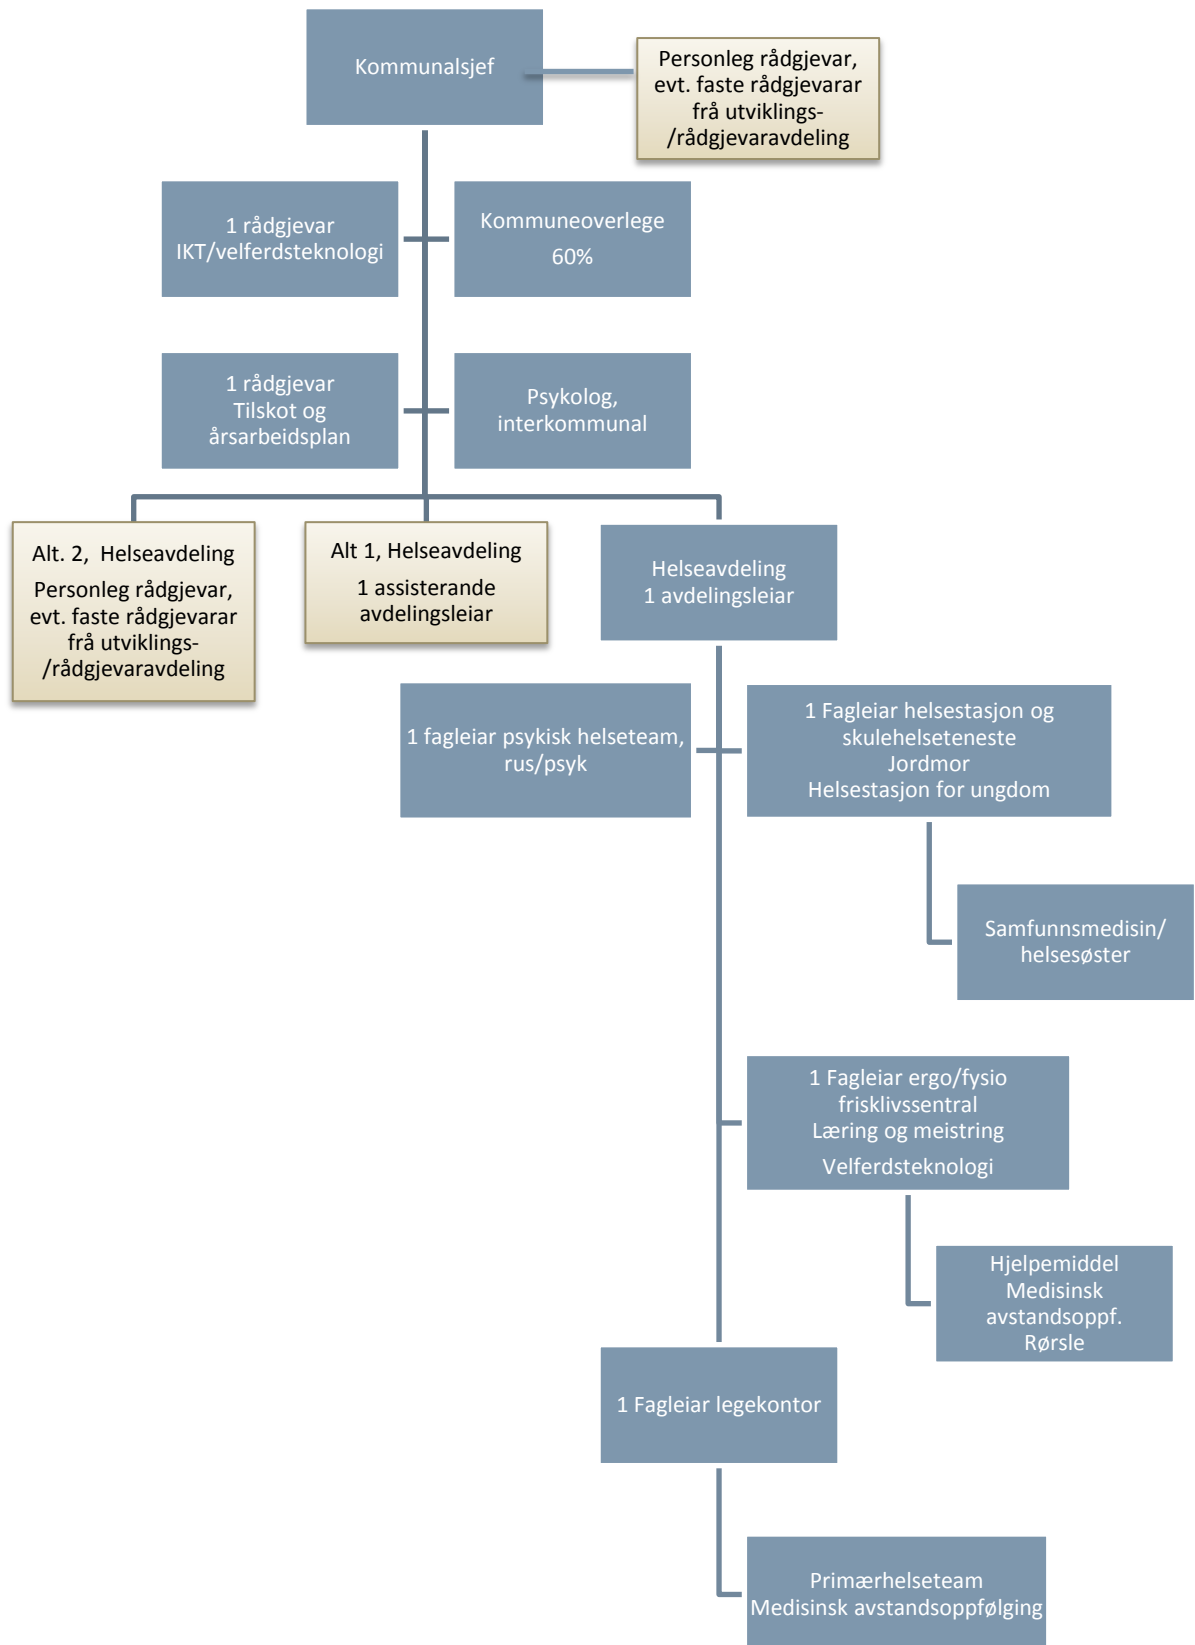 Kommunalsjef
Personleg rådgjevar,
evt. faste rådgjevarar
frå utviklings-
/rådgjevaravdeling
1 rådgjevar
IKT/velferdsteknologi
Kommuneoverlege
60%
1 rådgjevar
Tilskot og
årsarbeidsplan
Psykolog,
interkommunal
Alt. 2, Helseavdeling
Personleg rådgjevar,
evt. faste rådgjevarar
frå utviklings-
/rådgjevaravdeling
Alt 1, Helseavdeling
1 assisterande
avdelingsleiar
Helseavdeling
1 avdelingsleiar
1 fagleiar psykisk helseteam,
rus/psyk
1 Fagleiar helsestasjon og
skulehelseteneste
Jordmor
Helsestasjon for ungdom
Samfunnsmedisin/
helsesøster
1 Fagleiar ergo/fysio
frisklivssentral
Læring og meistring
Velferdsteknologi
Hjelpemiddel
Medisinsk
avstandsoppf.
Rørsle
1 Fagleiar legekontor
Primærhelseteam
Medisinsk avstandsoppfølging